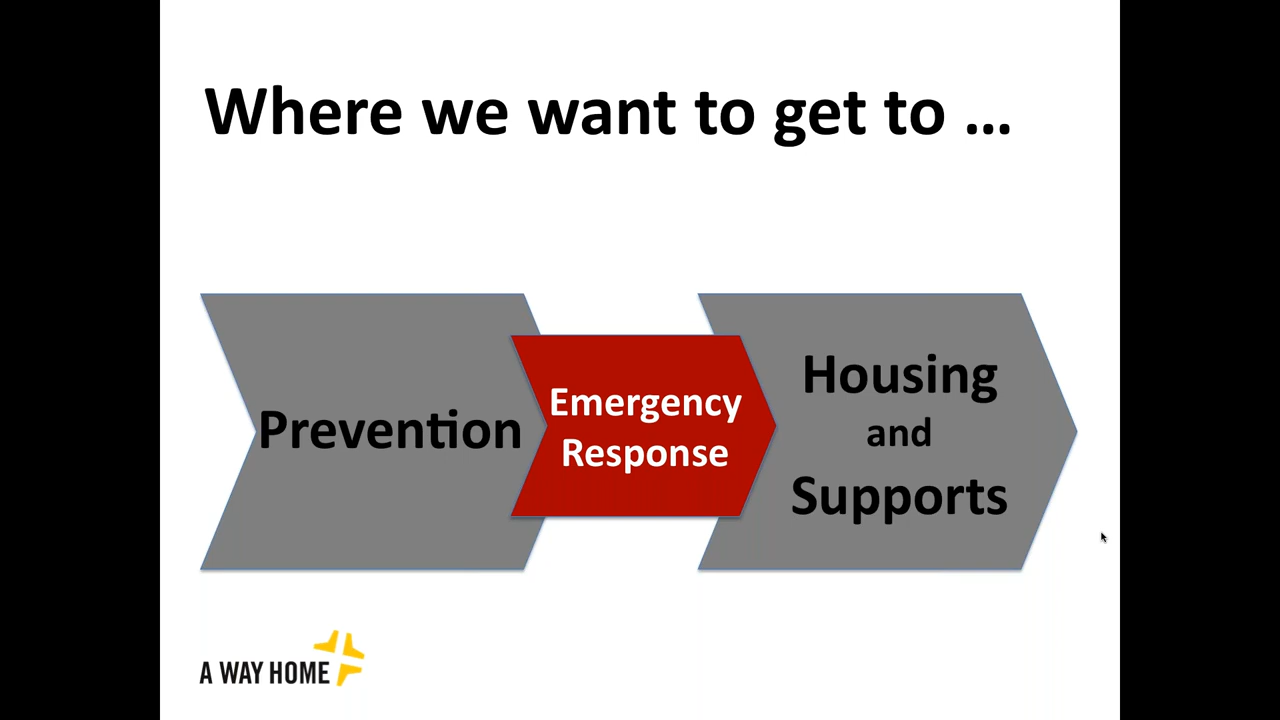 Where we want to get to ...
Prevention
Emergency
Response
Housing
and
Supports
A WAY HOME